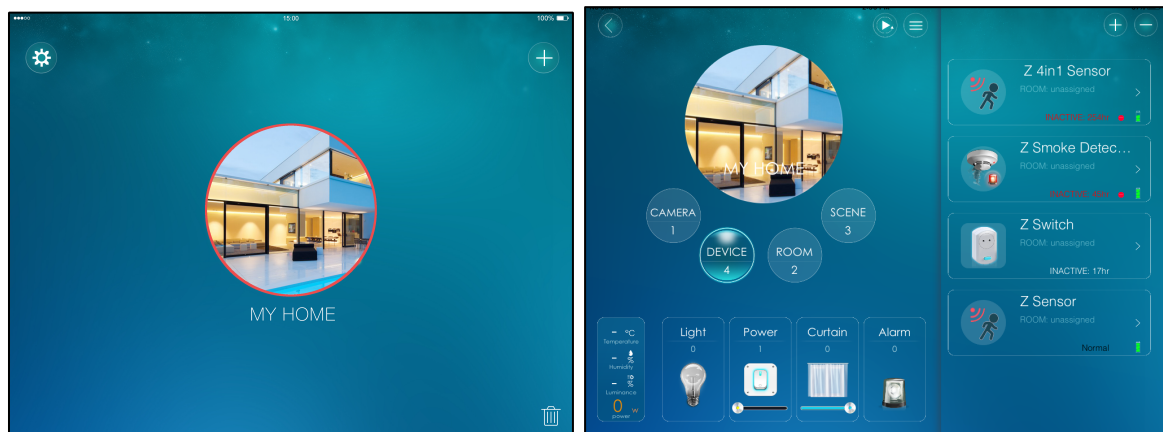 15:00
100%
MY HOME
MY HOME
CAMERA
1
DEVICE
4
ROOM
2
SCENE
3
- °C
Temperature
- %
Humidity
- %
Luminance
0 w
power
Light
0
Power
1
Curtain
0
Alarm
0
Z 4in1 Sensor
ROOM: unassigned
Z Smoke Detec...
ROOM: unassigned
Z Switch
ROOM: unassigned
INACTIVE: 17hr
Z Sensor
ROOM: unassigned
Normal